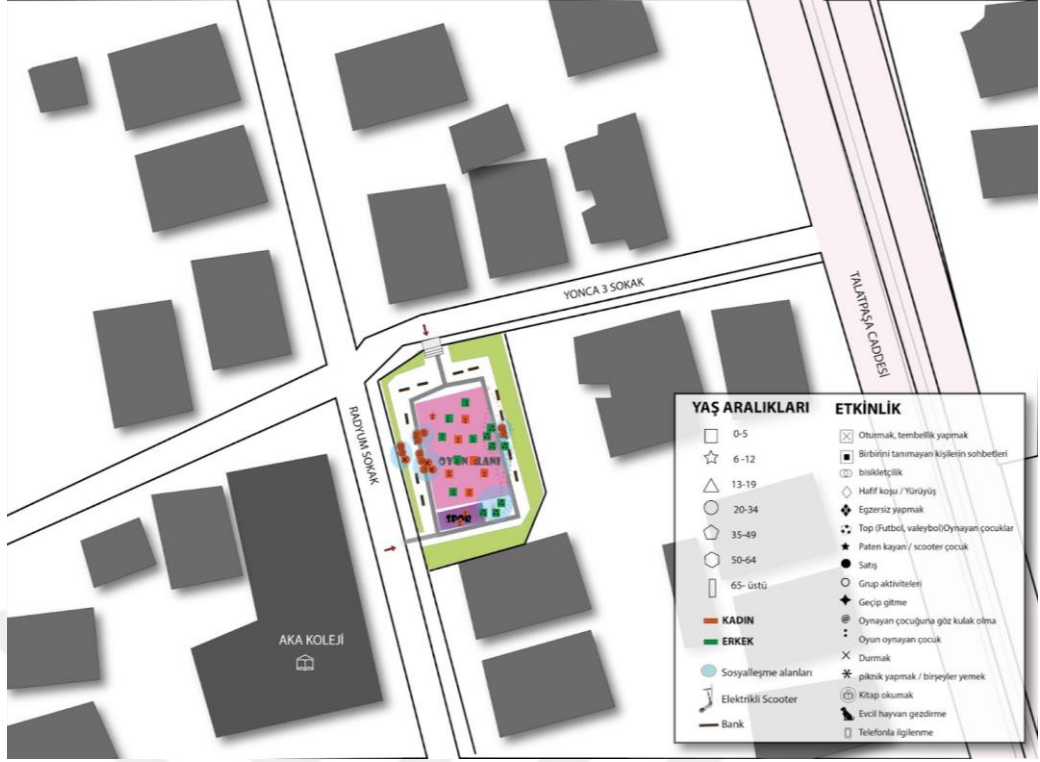 YONCA 3 SOKAK
TALATPAŞA CADDESİ
RADYUM SOKAK
OYUN ALANI
SPOR
AKA KOLEJİ
YAŞ ARALIKLARI
0-5
6 -12
13-19
20-34
35-49
50-64
65- üstü
KADIN
ERKEK
Sosyalleşme alanları
Elektrikli Scooter
Bank
ETKİNLİK
Oturmak, tembellik yapmak
Birbirini tanımayan kişilerin sohbetleri
bisikletçilik
Hafif koşu / Yürüyüş
Egzersiz yapmak
Top (Futbol, valeybol)Oynayan çocuklar
Paten kayan / scooter çocuk
Satış
Grup aktiviteleri
Geçip gitme
Oynayan çocuğuna göz kulak olma
Oyun oynayan çocuk
Durmak
piknik yapmak / birşeyler yemek
Kitap okumak
Evcil hayvan gezdirme
Telefonla ilgilenme